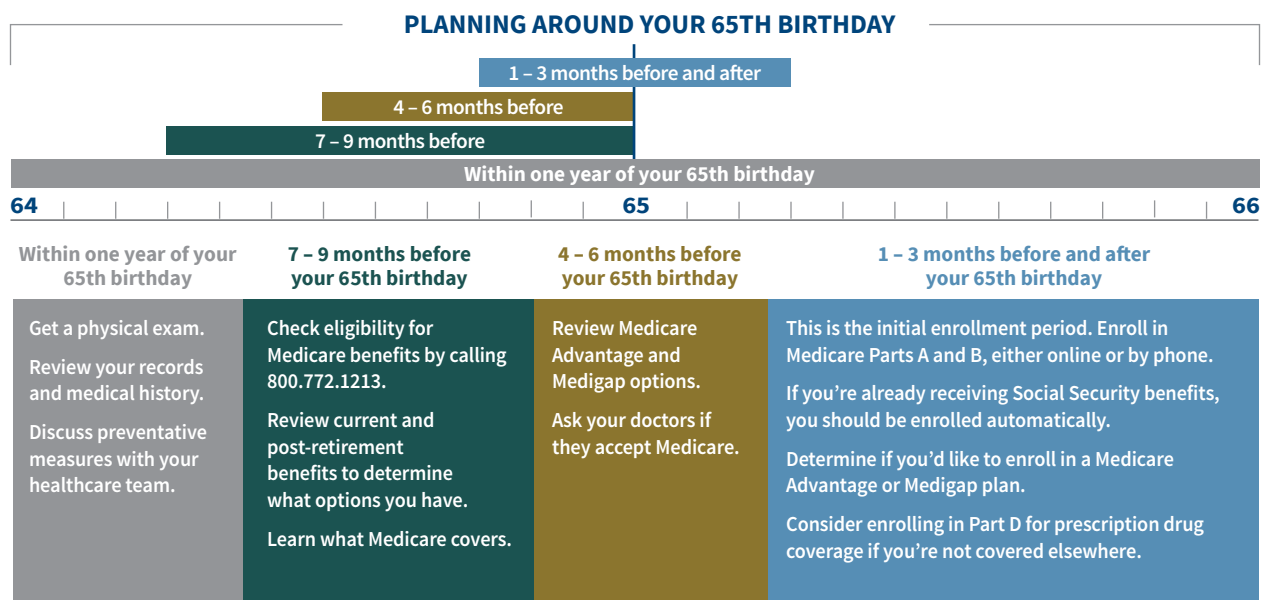 PLANNING AROUND YOUR 65TH BIRTHDAY
1 – 3 months before and after
4 – 6 months before
7 – 9 months before
Within one year of your 65th birthday
64
65
66
Within one year of your
65th birthday
Get a physical exam.
Review your records
and medical history.
Discuss preventative
measures with your
healthcare team.
7 – 9 months before
your 65th birthday
Check eligibility for
Medicare benefits by calling
800.772.1213.
Review current and
post-retirement
benefits to determine
what options you have.
Learn what Medicare covers.
4 – 6 months before
your 65th birthday
Review Medicare
Advantage and
Medigap options.
Ask your doctors if
they accept Medicare.
1 – 3 months before and after
your 65th birthday
This is the initial enrollment period. Enroll in
Medicare Parts A and B, either online or by phone.
If you’re already receiving Social Security benefits,
you should be enrolled automatically.
Determine if you’d like to enroll in a Medicare
Advantage or Medigap plan.
Consider enrolling in Part D for prescription drug
coverage if you’re not covered elsewhere.